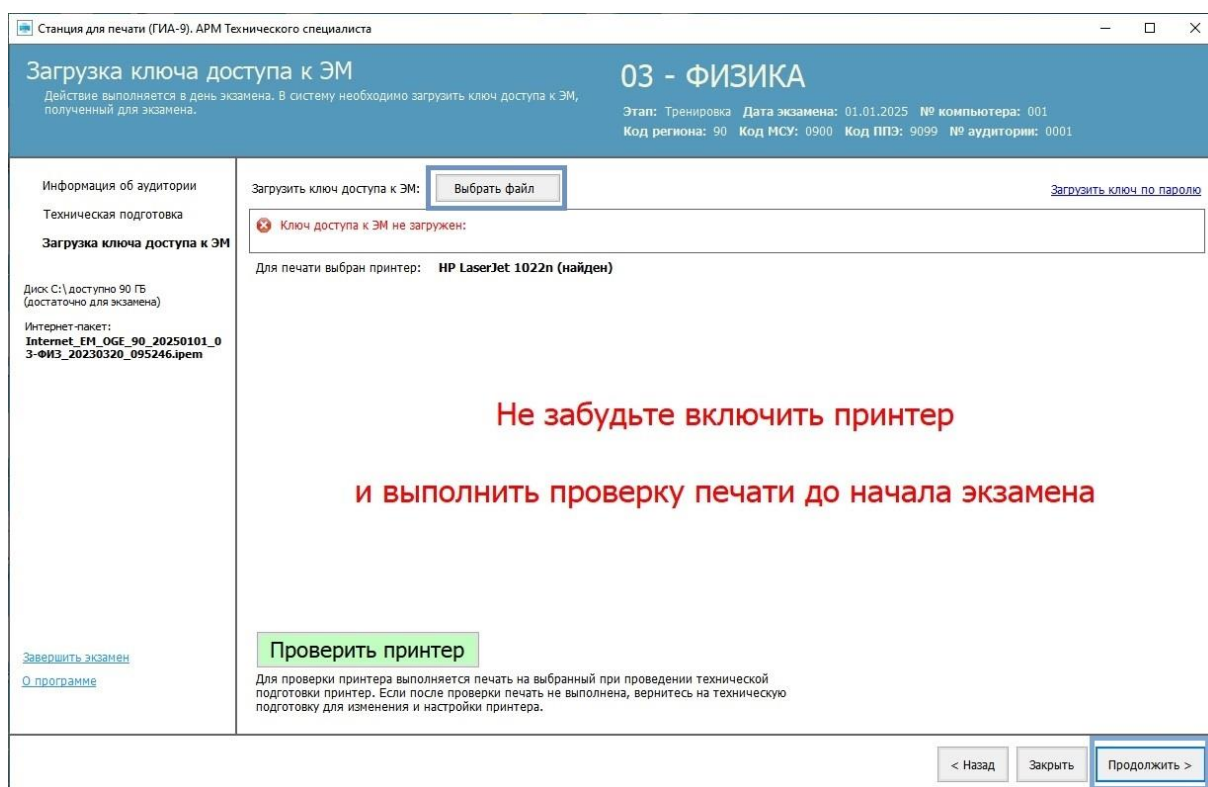 Станция для печати (ГИА-9). АРМ Технического специалиста
Загрузка ключа доступа к ЭМ
Действие выполняется в день экзамена. В систему необходимо загрузить ключ доступа к ЭМ,
полученный для экзамена.
03 - ФИЗИКА
Этап: Тренировка Дата экзамена: 01.01.2025 № компьютера: 001
Код региона: 90 Код МСУ: 0900 Код ППЭ: 9099 № аудитории: 0001
Информация об аудитории
Техническая подготовка
Загрузка ключа доступа к ЭМ
Диск C:\ доступно 90 ГБ
(достаточно для экзамена)
Интернет-пакет:
Internet_EM_OGE_90_20250101_0
3-ФИЗ_20230320_095246.ipem
Завершить экзамен
О программе
Загрузить ключ доступа к ЭМ: Выбрать файл
Загрузить ключ по паролю
Ключ доступа к ЭМ не загружен:
Для печати выбран принтер: HP LaserJet 1022n (найден)
Не забудьте включить принтер
и выполнить проверку печати до начала экзамена
Проверить принтер
Для проверки принтера выполняется печать на выбранный при проведении технической
подготовки принтер. Если после проверки печать не выполнена, вернитесь на техническую
подготовку для изменения и настройки принтера.
< Назад Закрыть Продолжить >